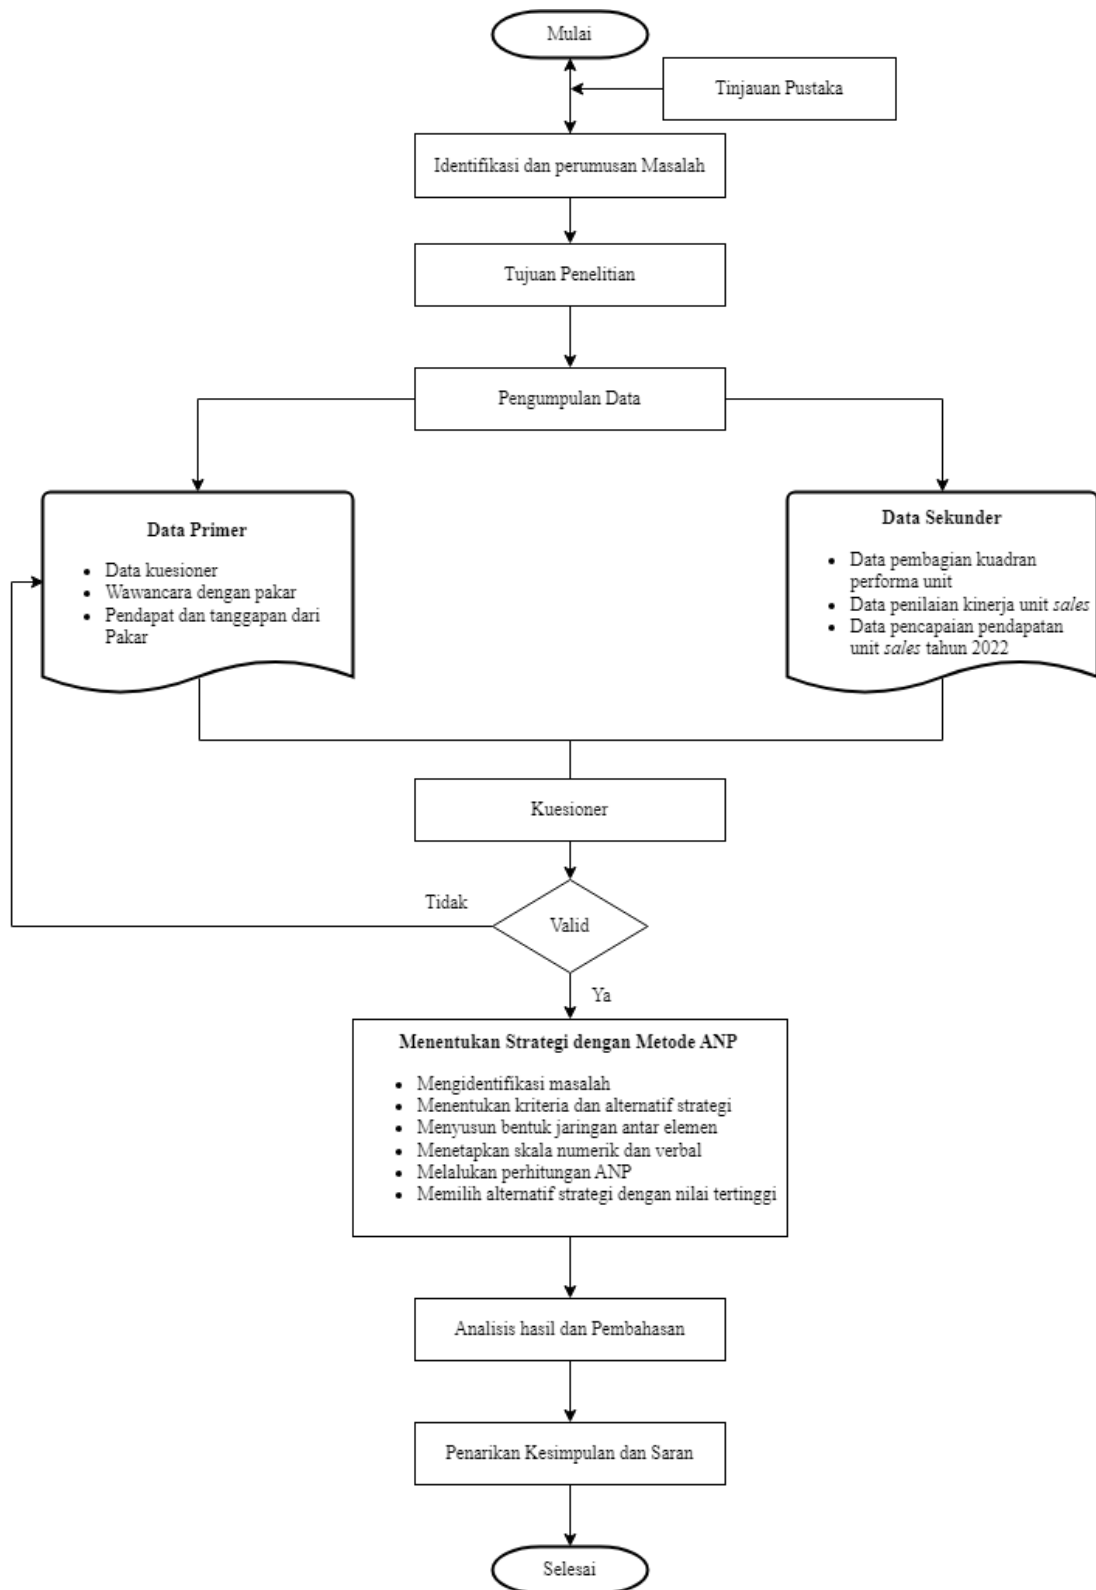 Mulai
Tinjauan Pustaka
Identifikasi dan perumusan Masalah
Tujuan Penelitian
Pengumpulan Data
Data Primer
• Data kuesioner
• Wawancara dengan pakar
• Pendapat dan tanggapan dari
Pakar
Data Sekunder
• Data pembagian kuadran
performa unit
• Data penilaian kinerja unit sales
• Data pencapaian pendapatan
unit sales tahun 2022
Kuesioner
Tidak
Valid
Ya
Menentukan Strategi dengan Metode ANP
• Mengidentifikasi masalah
• Menentukan kriteria dan alternatif strategi
• Menyusun bentuk jaringan antar elemen
• Menetapkan skala numerik dan verbal
• Melalukan perhitungan ANP
• Memilih alternatif strategi dengan nilai tertinggi
Analisis hasil dan Pembahasan
Penarikan Kesimpulan dan Saran
Selesai